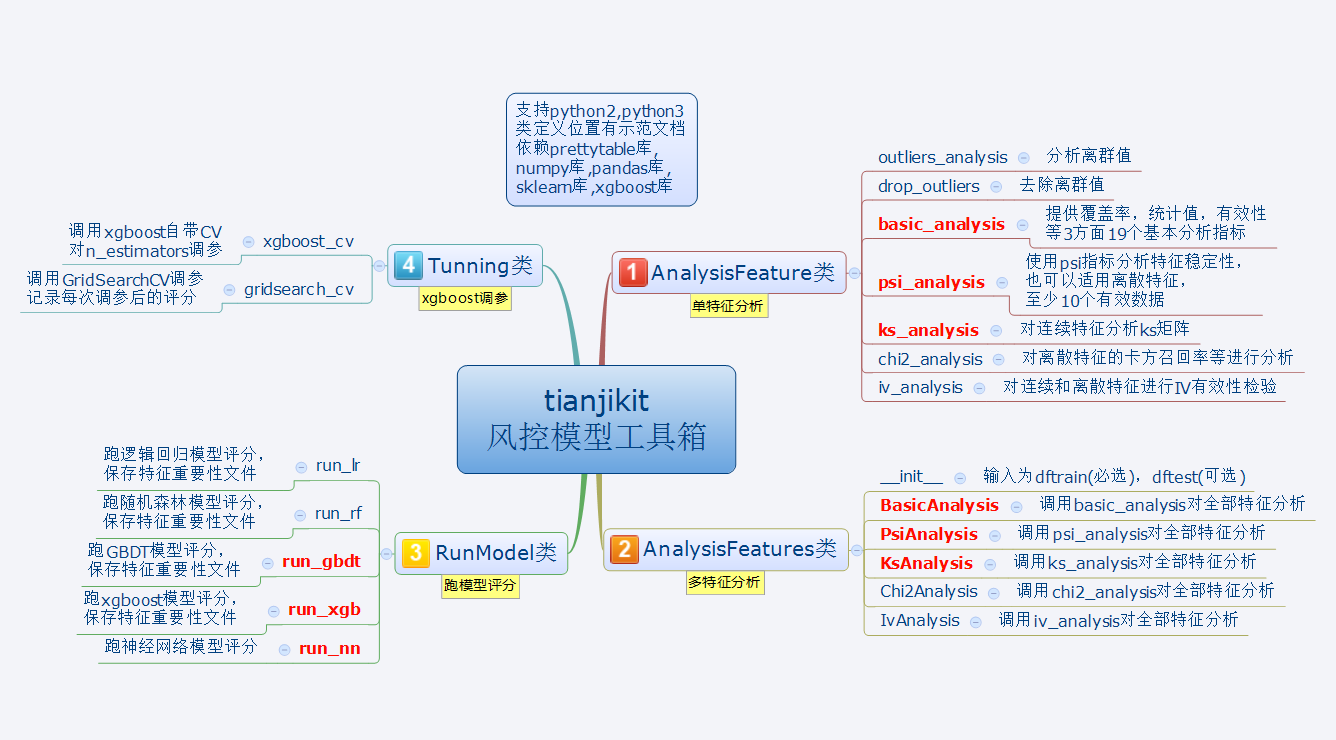 支持python2,python3
类定义位置有示范文档
依赖prettytable库,
numpy库,pandas库,
sklearn库,xgboost库
tianjikit
风控模型工具箱
1 AnalysisFeature类
单特征分析
outliers_analysis 分析离群值
drop_outliers 去除离群值
basic_analysis 提供覆盖率，统计值，有效性
等3方面19个基本分析指标
psi_analysis 使用psi指标分析特征稳定性，
也可以适用离散特征，
至少10个有效数据
ks_analysis 对连续特征分析ks矩阵
chi2_analysis 对离散特征的卡方召回率等进行分析
iv_analysis 对连续和离散特征进行IV有效性检验
2 AnalysisFeatures类
多特征分析
__init__ 输入为dftrain(必选)，dftest(可选)
BasicAnalysis 调用basic_analysis对全部特征分析
PsiAnalysis 调用psi_analysis对全部特征分析
KsAnalysis 调用ks_analysis对全部特征分析
Chi2Analysis 调用chi2_analysis对全部特征分析
IvAnalysis 调用iv_analysis对全部特征分析
3 RunModel类
跑模型评分
跑逻辑回归模型评分，
保存特征重要性文件 run_lr
跑随机森林模型评分，
保存特征重要性文件 run_rf
跑GBDT模型评分，
保存特征重要性文件 run_gbdt
跑xgboost模型评分，
保存特征重要性文件 run_xgb
跑神经网络模型评分 run_nn
4 Tunning类
xgboost调参
调用xgboost自带CV
对n_estimators调参 xgboost_cv
调用GridSearchCV调参
记录每次调参后的评分 gridsearch_cv